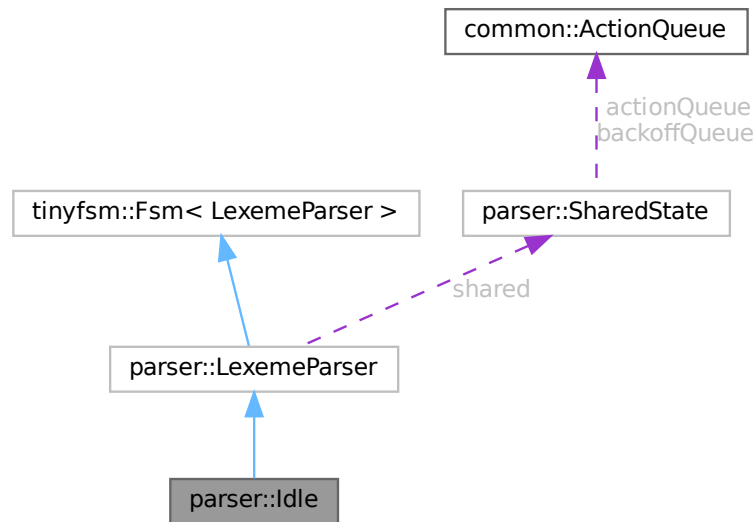 common::ActionQueue
actionQueue
backoffQueue
tinyfsm::Fsm< LexemeParser >
parser::SharedState
shared
parser::LexemeParser
parser::Idle